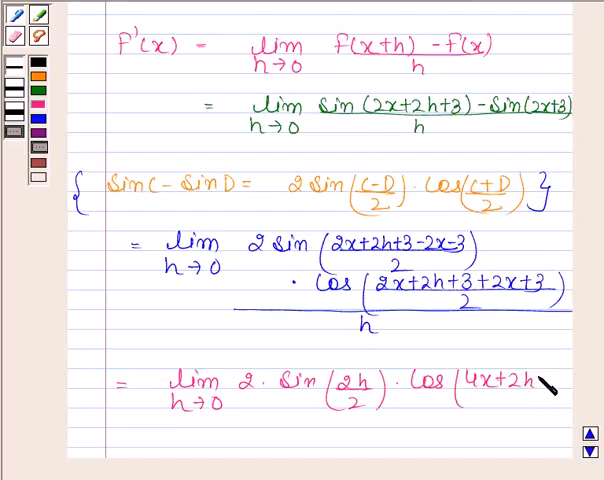 f'(x) = lim f(x+h) - f(x)
h→0 h
= lim sin(2x+2h+3) - sin(2x+3)
h→0 h
{ sinC - sinD = 2 sin(C-D/2) . cos(C+D/2) }
= lim 2 sin (2x+2h+3-2x-3/2)
h→0
. cos (2x+2h+3+2x+3/2)
h
= lim 2 . sin (2h/2) . cos (4x+2h
h→0